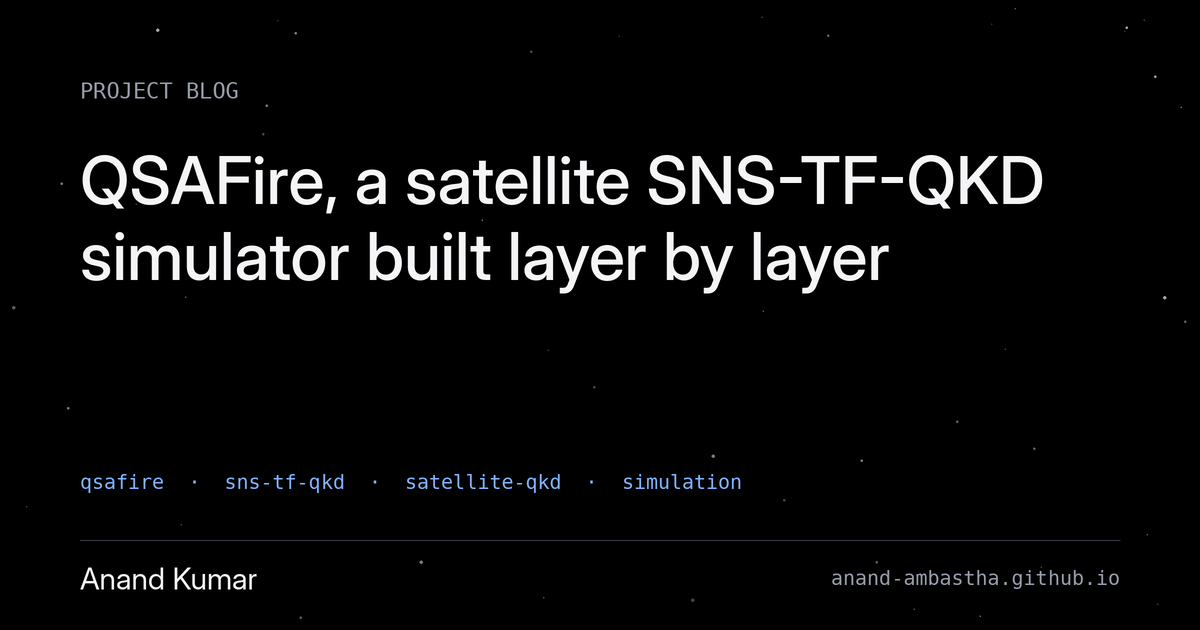 PROJECT BLOG
QSAFire, a satellite SNS-TF-QKD
simulator built layer by layer
qsafire · sns-tf-qkd · satellite-qkd · simulation
Anand Kumar
anand-ambastha.github.io